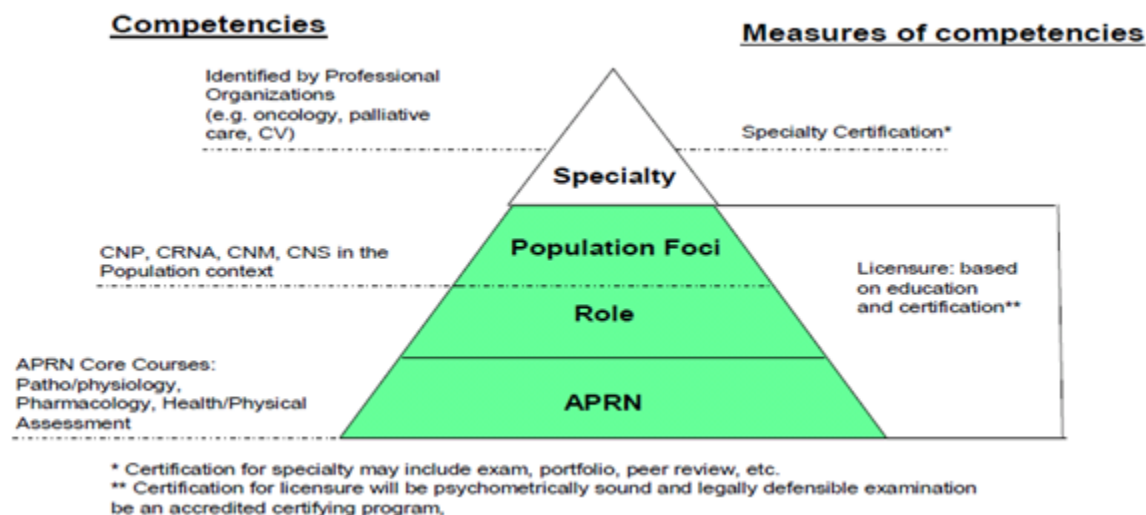 Competencies
Measures of competencies
Identified by Professional
Organizations
(e.g. oncology, palliative
care, CV)
Specialty Certification*
Specialty
CNP, CRNA, CNM, CNS in the
Population context
Population Foci
Licensure: based
on education
and certification**
Role
APRN Core Courses:
Patho/physiology,
Pharmacology, Health/Physical
Assessment
APRN
* Certification for specialty may include exam, portfolio, peer review, etc.
** Certification for licensure will be psychometrically sound and legally defensible examination
be an accredited certifying program,